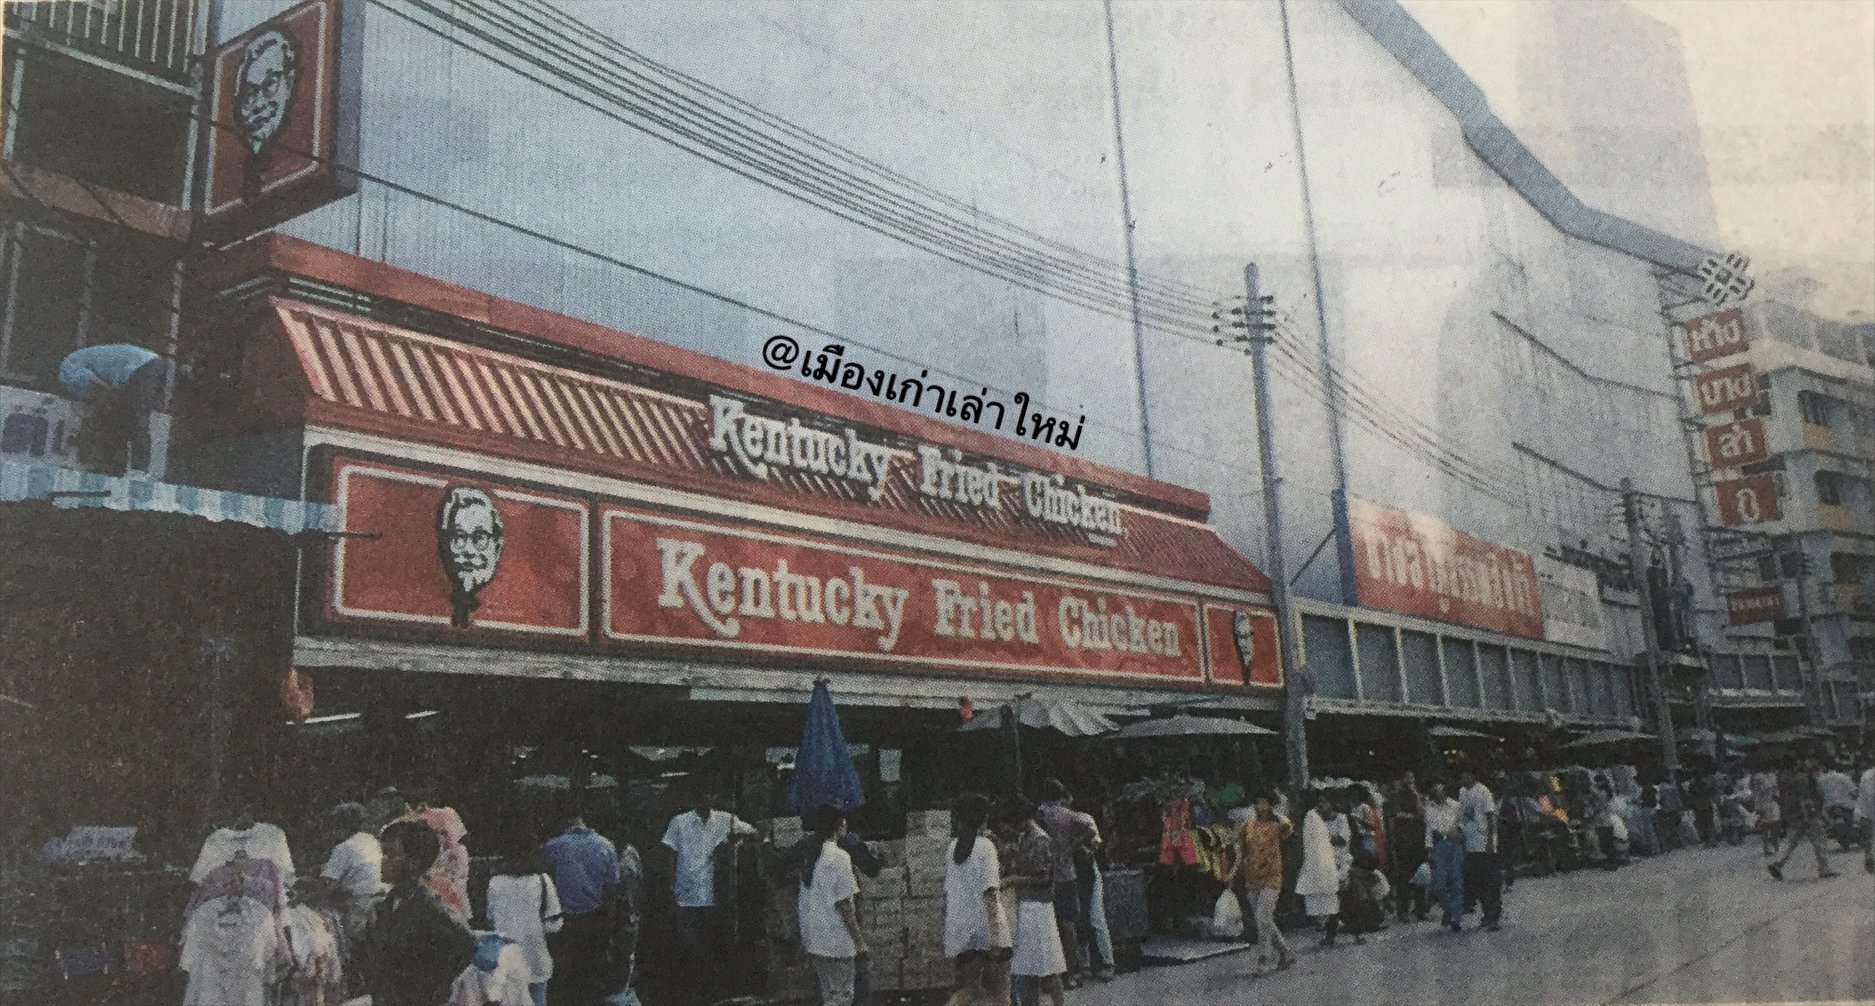 @เมืองเก่าเล่าใหม่
Kentucky Fried Chicken
Kentucky Fried Chicken
ห้าง
บาง
ลำ
ภู